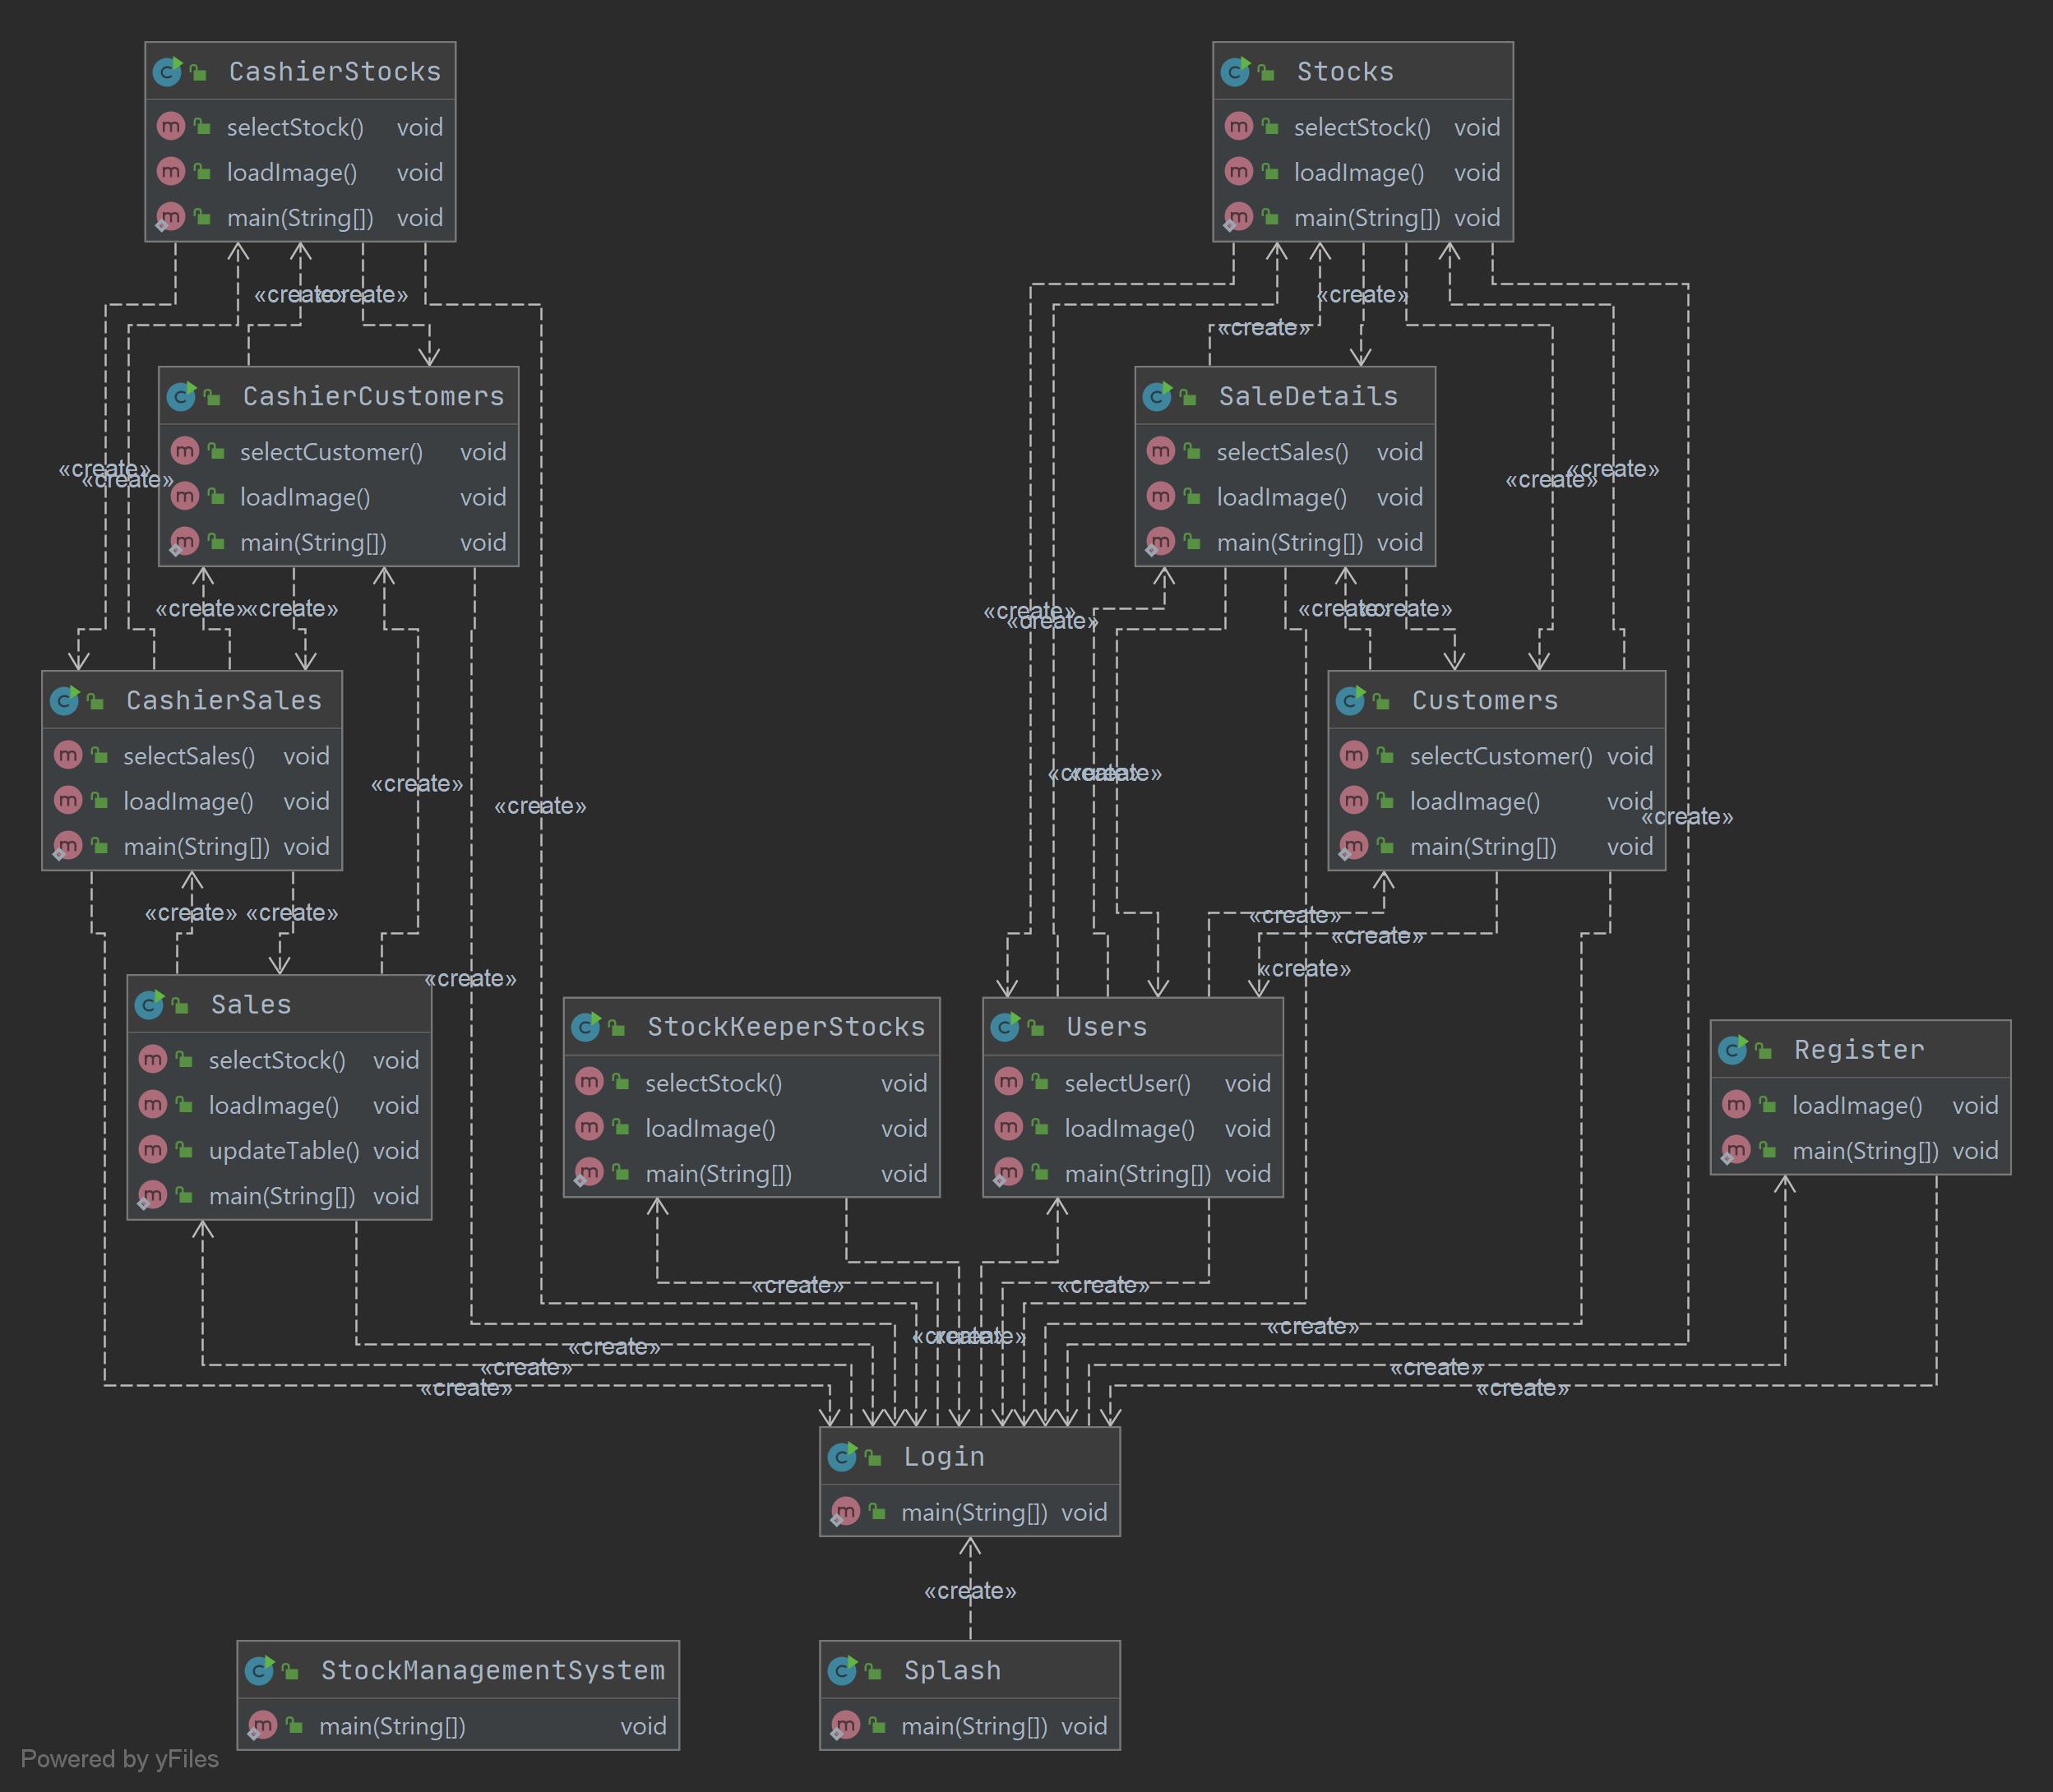 CashierStocks
selectStock() void
loadImage() void
main(String[]) void
Stocks
selectStock() void
loadImage() void
main(String[]) void
«create»
«create»
«create»
«create»
CashierCustomers
selectCustomer() void
loadImage() void
main(String[]) void
SaleDetails
selectSales() void
loadImage() void
main(String[]) void
«create»
«create»
«create»
«create»
«create»
«create»
«create»
«create»
«create»
«create»
CashierSales
selectSales() void
loadImage() void
main(String[]) void
Customers
selectCustomer() void
loadImage() void
main(String[]) void
«create»
«create»
«create»
«create»
«create»
«create»
«create»
«create»
«create»
«create»
«create»
Sales
selectStock() void
loadImage() void
updateTable() void
main(String[]) void
StockKeeperStocks
selectStock() void
loadImage() void
main(String[]) void
Users
selectUser() void
loadImage() void
main(String[]) void
Register
loadImage() void
main(String[]) void
«create»
«create»
«create»
«create»
«create»
«create»
«create»
«create»
«create»
«create»
Login
main(String[]) void
«create»
StockManagementSystem
main(String[]) void
Splash
main(String[]) void
Powered by yFiles